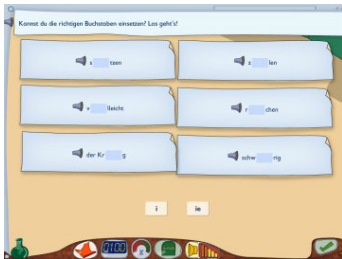 Kannst du die richtigen Buchstaben einsetzen? Los geht's!
s tzen
z len
v lleicht
r chen
der Kr g
schw rig
i
ie